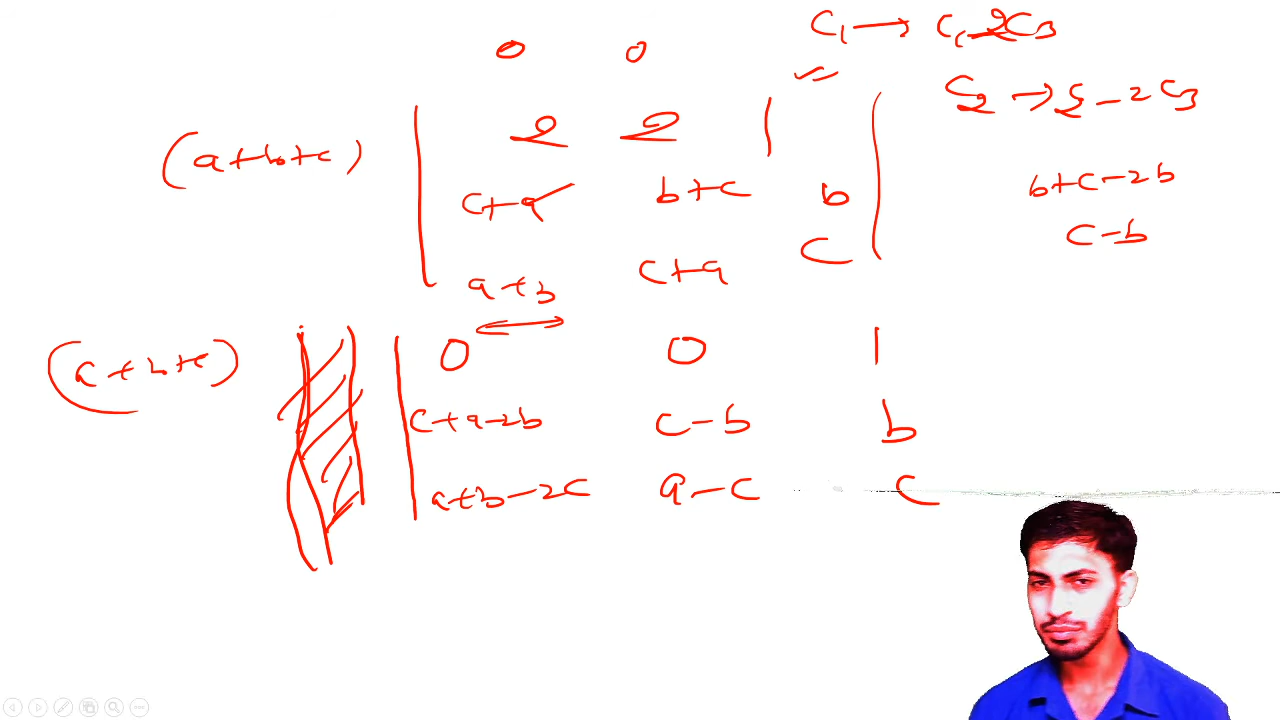 C1 → C1-2C3
0 0
C2 → C2-2C3
(a+b+c) | 2 2 1 |
c+a b+c b
b+c-2b
a+b c+a c
c-b
(a+b+c) | 0 0 1
c+a-2b c-b b
a+b-2c a-c c